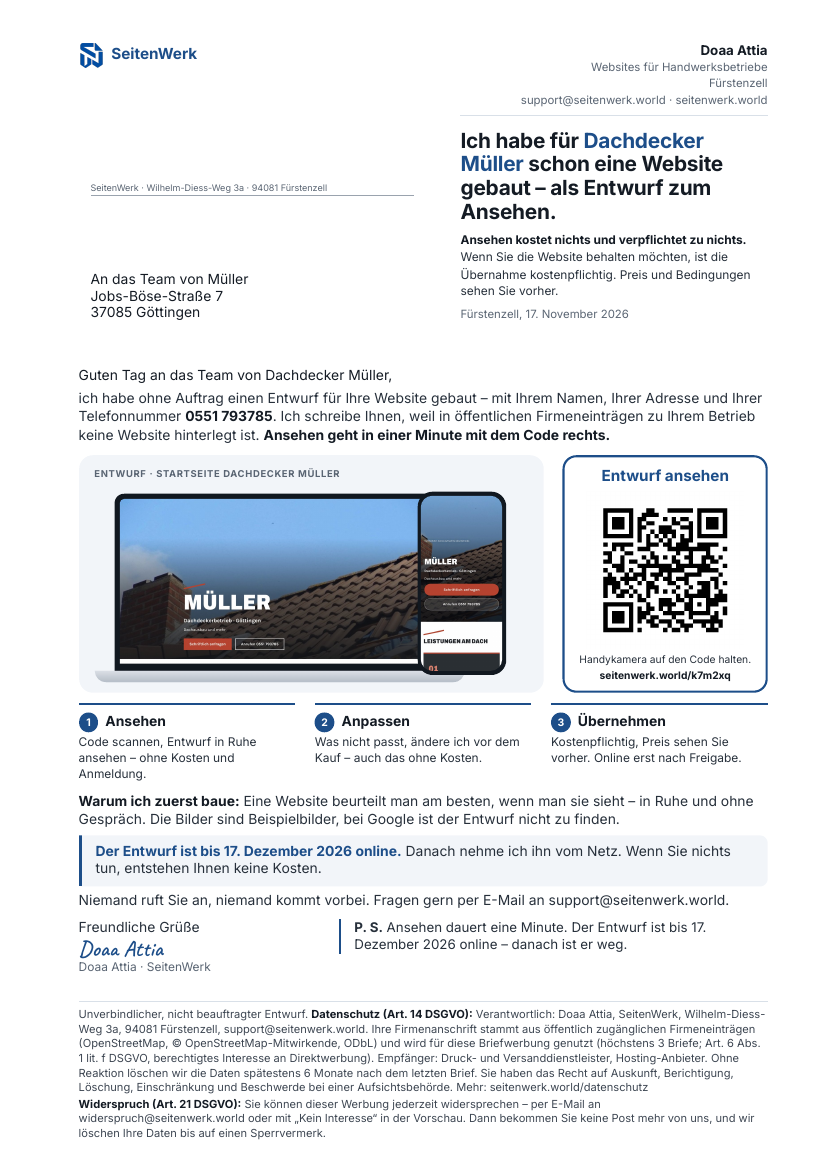 SeitenWerk
Doaa Attia
Websites für Handwerksbetriebe
Fürstenzell
support@seitenwerk.world · seitenwerk.world
SeitenWerk · Wilhelm-Diess-Weg 3a · 94081 Fürstenzell
An das Team von Müller
Jobs-Böse-Straße 7
37085 Göttingen
Ich habe für Dachdecker
Müller schon eine Website
gebaut – als Entwurf zum
Ansehen.
Ansehen kostet nichts und verpflichtet zu nichts.
Wenn Sie die Website behalten möchten, ist die
Übernahme kostenpflichtig. Preis und Bedingungen
sehen Sie vorher.
Fürstenzell, 17. November 2026
Guten Tag an das Team von Dachdecker Müller,
ich habe ohne Auftrag einen Entwurf für Ihre Website gebaut – mit Ihrem Namen, Ihrer Adresse und Ihrer
Telefonnummer 0551 793785. Ich schreibe Ihnen, weil in öffentlichen Firmeneinträgen zu Ihrem Betrieb
keine Website hinterlegt ist. Ansehen geht in einer Minute mit dem Code rechts.
ENTWURF · STARTSEITE DACHDECKER MÜLLER
MÜLLER
Dachdeckerbetrieb · Göttingen
Dachausbau und mehr
Schriftlich anfragen
Anrufen 0551 793785
MÜLLER
Dachdeckerbetrieb · Göttingen
Dachausbau und mehr
Schriftlich anfragen
Anrufen 0551 793785
LEISTUNGEN AM DACH
01
Entwurf ansehen
Handykamera auf den Code halten.
seitenwerk.world/k7m2xq
1 Ansehen
Code scannen, Entwurf in Ruhe
ansehen – ohne Kosten und
Anmeldung.
2 Anpassen
Was nicht passt, ändere ich vor dem
Kauf – auch das ohne Kosten.
3 Übernehmen
Kostenpflichtig, Preis sehen Sie
vorher. Online erst nach Freigabe.
Warum ich zuerst baue: Eine Website beurteilt man am besten, wenn man sie sieht – in Ruhe und ohne
Gespräch. Die Bilder sind Beispielbilder, bei Google ist der Entwurf nicht zu finden.
Der Entwurf ist bis 17. Dezember 2026 online. Danach nehme ich ihn vom Netz. Wenn Sie nichts
tun, entstehen Ihnen keine Kosten.
Niemand ruft Sie an, niemand kommt vorbei. Fragen gern per E-Mail an support@seitenwerk.world.
Freundliche Grüße
Doaa Attia
Doaa Attia · SeitenWerk
P. S. Ansehen dauert eine Minute. Der Entwurf ist bis 17.
Dezember 2026 online – danach ist er weg.
Unverbindlicher, nicht beauftragter Entwurf. Datenschutz (Art. 14 DSGVO): Verantwortlich: Doaa Attia, SeitenWerk, Wilhelm-Diess-
Weg 3a, 94081 Fürstenzell, support@seitenwerk.world. Ihre Firmenanschrift stammt aus öffentlich zugänglichen Firmeneinträgen
(OpenStreetMap, © OpenStreetMap-Mitwirkende, ODbL) und wird für diese Briefwerbung genutzt (höchstens 3 Briefe; Art. 6 Abs.
1 lit. f DSGVO, berechtigtes Interesse an Direktwerbung). Empfänger: Druck- und Versanddienstleister, Hosting-Anbieter. Ohne
Reaktion löschen wir die Daten spätestens 6 Monate nach dem letzten Brief. Sie haben das Recht auf Auskunft, Berichtigung,
Löschung, Einschränkung und Beschwerde bei einer Aufsichtsbehörde. Mehr: seitenwerk.world/datenschutz
Widerspruch (Art. 21 DSGVO): Sie können dieser Werbung jederzeit widersprechen – per E-Mail an
widerspruch@seitenwerk.world oder mit „Kein Interesse“ in der Vorschau. Dann bekommen Sie keine Post mehr von uns, und wir
löschen Ihre Daten bis auf einen Sperrvermerk.